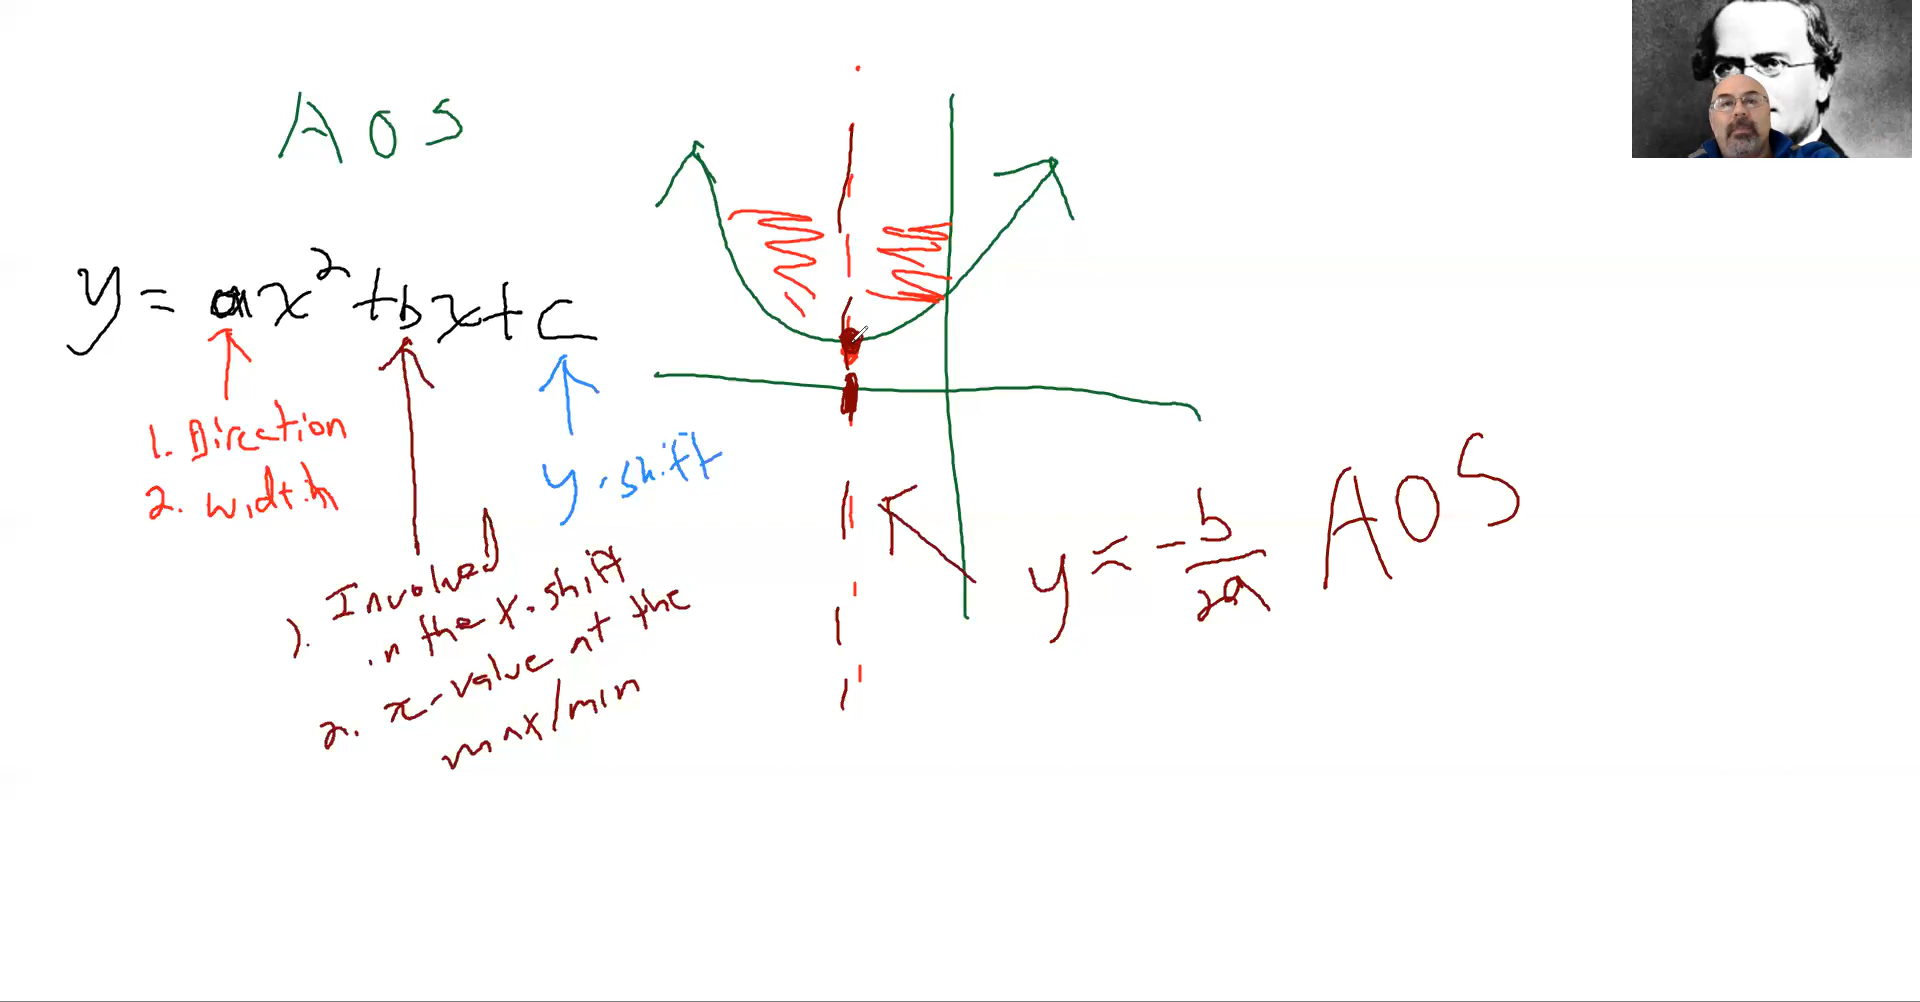 AOS
y = ax² + bx + c
1. Direction
2. width
y-shift
1. Involved
in the x-shift
2. x-value at the
max/min
y = -b/2a AOS